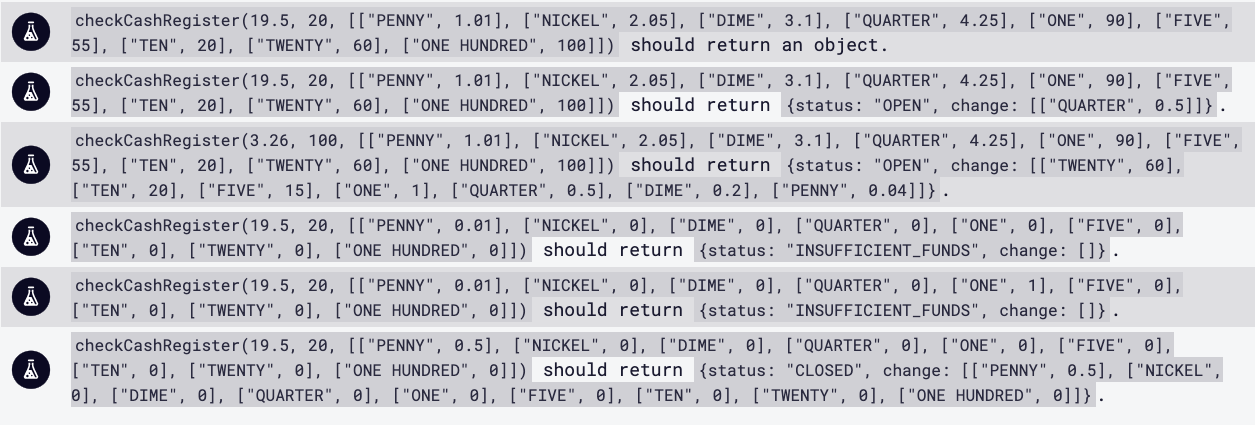 checkCashRegister(19.5, 20, [["PENNY", 1.01], ["NICKEL", 2.05], ["DIME", 3.1], ["QUARTER", 4.25], ["ONE", 90], ["FIVE",
55], ["TEN", 20], ["TWENTY", 60], ["ONE HUNDRED", 100]]) should return an object.
checkCashRegister(19.5, 20, [["PENNY", 1.01], ["NICKEL", 2.05], ["DIME", 3.1], ["QUARTER", 4.25], ["ONE", 90], ["FIVE",
55], ["TEN", 20], ["TWENTY", 60], ["ONE HUNDRED", 100]]) should return {status: "OPEN", change: [["QUARTER", 0.5]]}.
checkCashRegister(3.26, 100, [["PENNY", 1.01], ["NICKEL", 2.05], ["DIME", 3.1], ["QUARTER", 4.25], ["ONE", 90], ["FIVE",
55], ["TEN", 20], ["TWENTY", 60], ["ONE HUNDRED", 100]]) should return {status: "OPEN", change: [["TWENTY", 60],
["TEN", 20], ["FIVE", 15], ["ONE", 1], ["QUARTER", 0.5], ["DIME", 0.2], ["PENNY", 0.04]]}.
checkCashRegister(19.5, 20, [["PENNY", 0.01], ["NICKEL", 0], ["DIME", 0], ["QUARTER", 0], ["ONE", 0], ["FIVE", 0],
["TEN", 0], ["TWENTY", 0], ["ONE HUNDRED", 0]]) should return {status: "INSUFFICIENT_FUNDS", change: []}.
checkCashRegister(19.5, 20, [["PENNY", 0.01], ["NICKEL", 0], ["DIME", 0], ["QUARTER", 0], ["ONE", 1], ["FIVE", 0],
["TEN", 0], ["TWENTY", 0], ["ONE HUNDRED", 0]]) should return {status: "INSUFFICIENT_FUNDS", change: []}.
checkCashRegister(19.5, 20, [["PENNY", 0.5], ["NICKEL", 0], ["DIME", 0], ["QUARTER", 0], ["ONE", 0], ["FIVE", 0],
["TEN", 0], ["TWENTY", 0], ["ONE HUNDRED", 0]]) should return {status: "CLOSED", change: [["PENNY", 0.5], ["NICKEL",
0], ["DIME", 0], ["QUARTER", 0], ["ONE", 0], ["FIVE", 0], ["TEN", 0], ["TWENTY", 0], ["ONE HUNDRED", 0]]}.